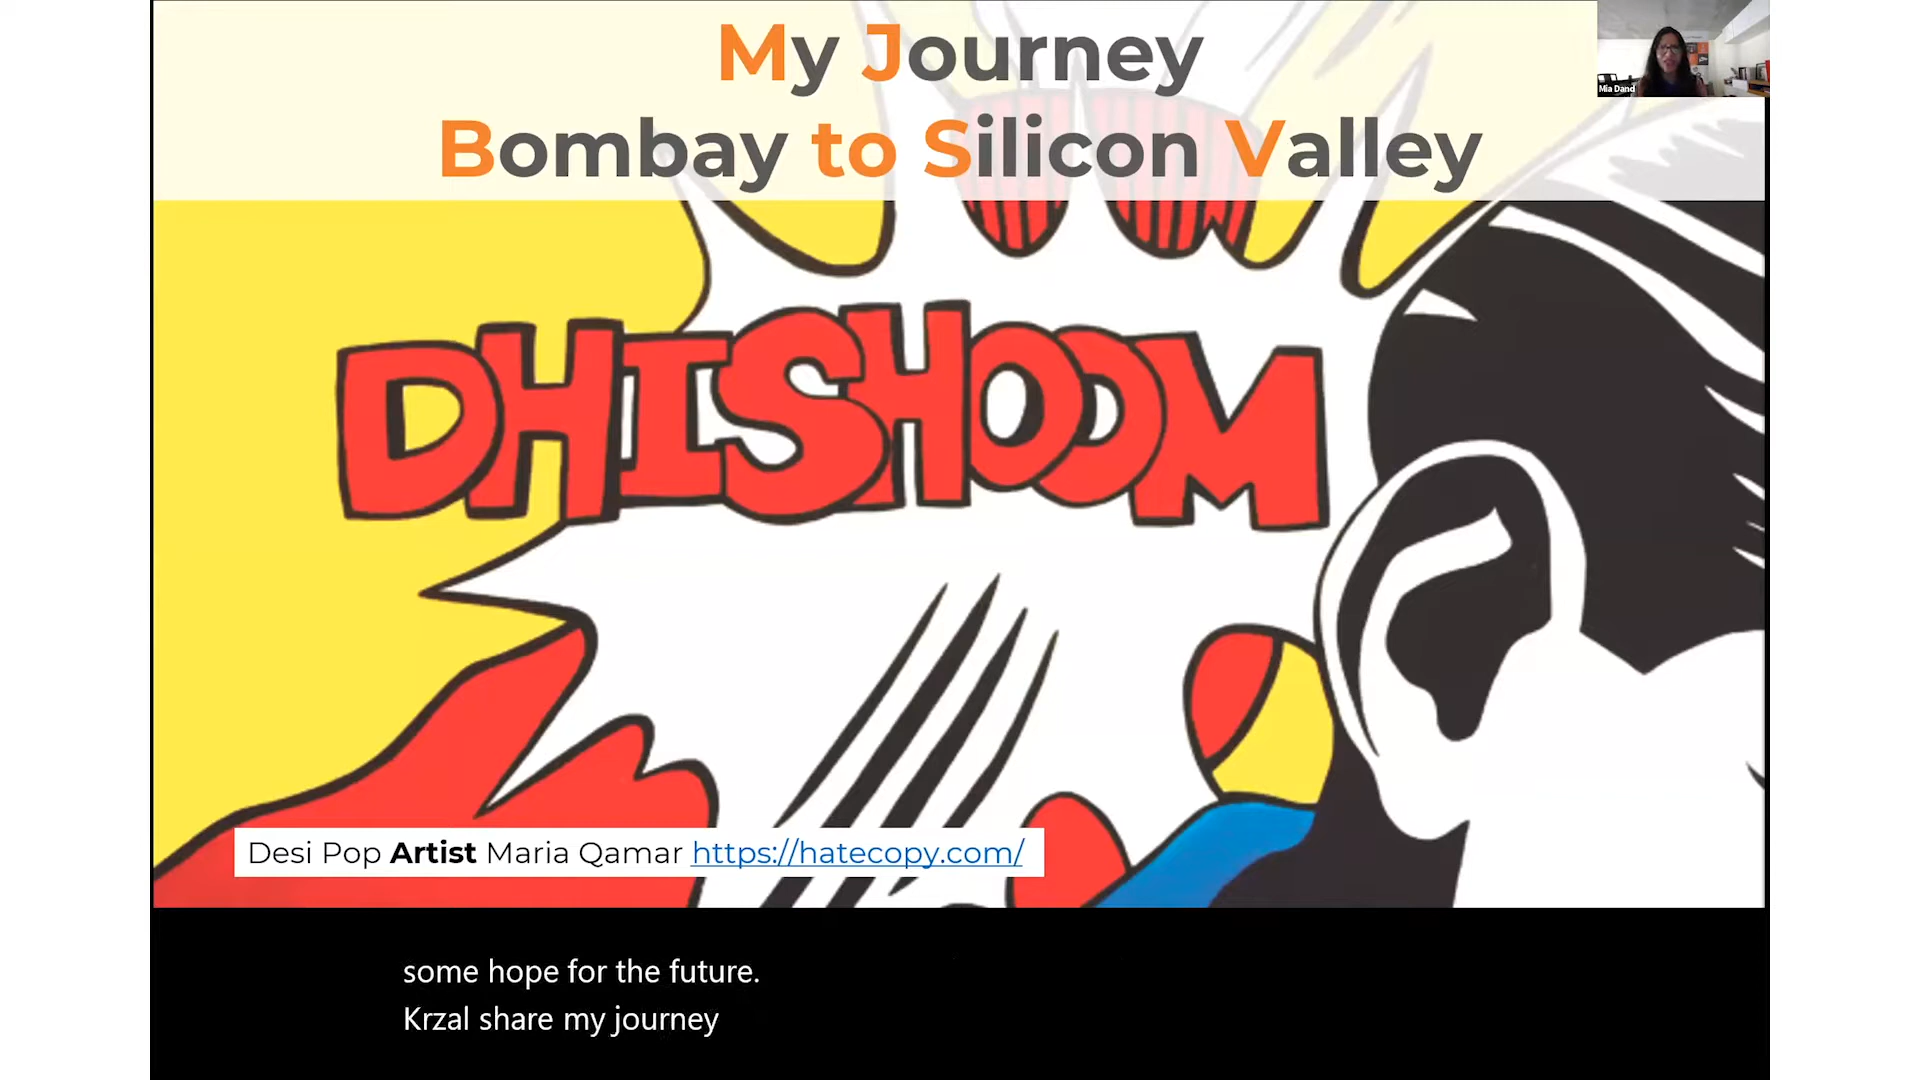 My Journey
Bombay to Silicon Valley
Mia Dand
DHISHOOM
Desi Pop Artist Maria Qamar https://hatecopy.com/
some hope for the future.
Krzal share my journey